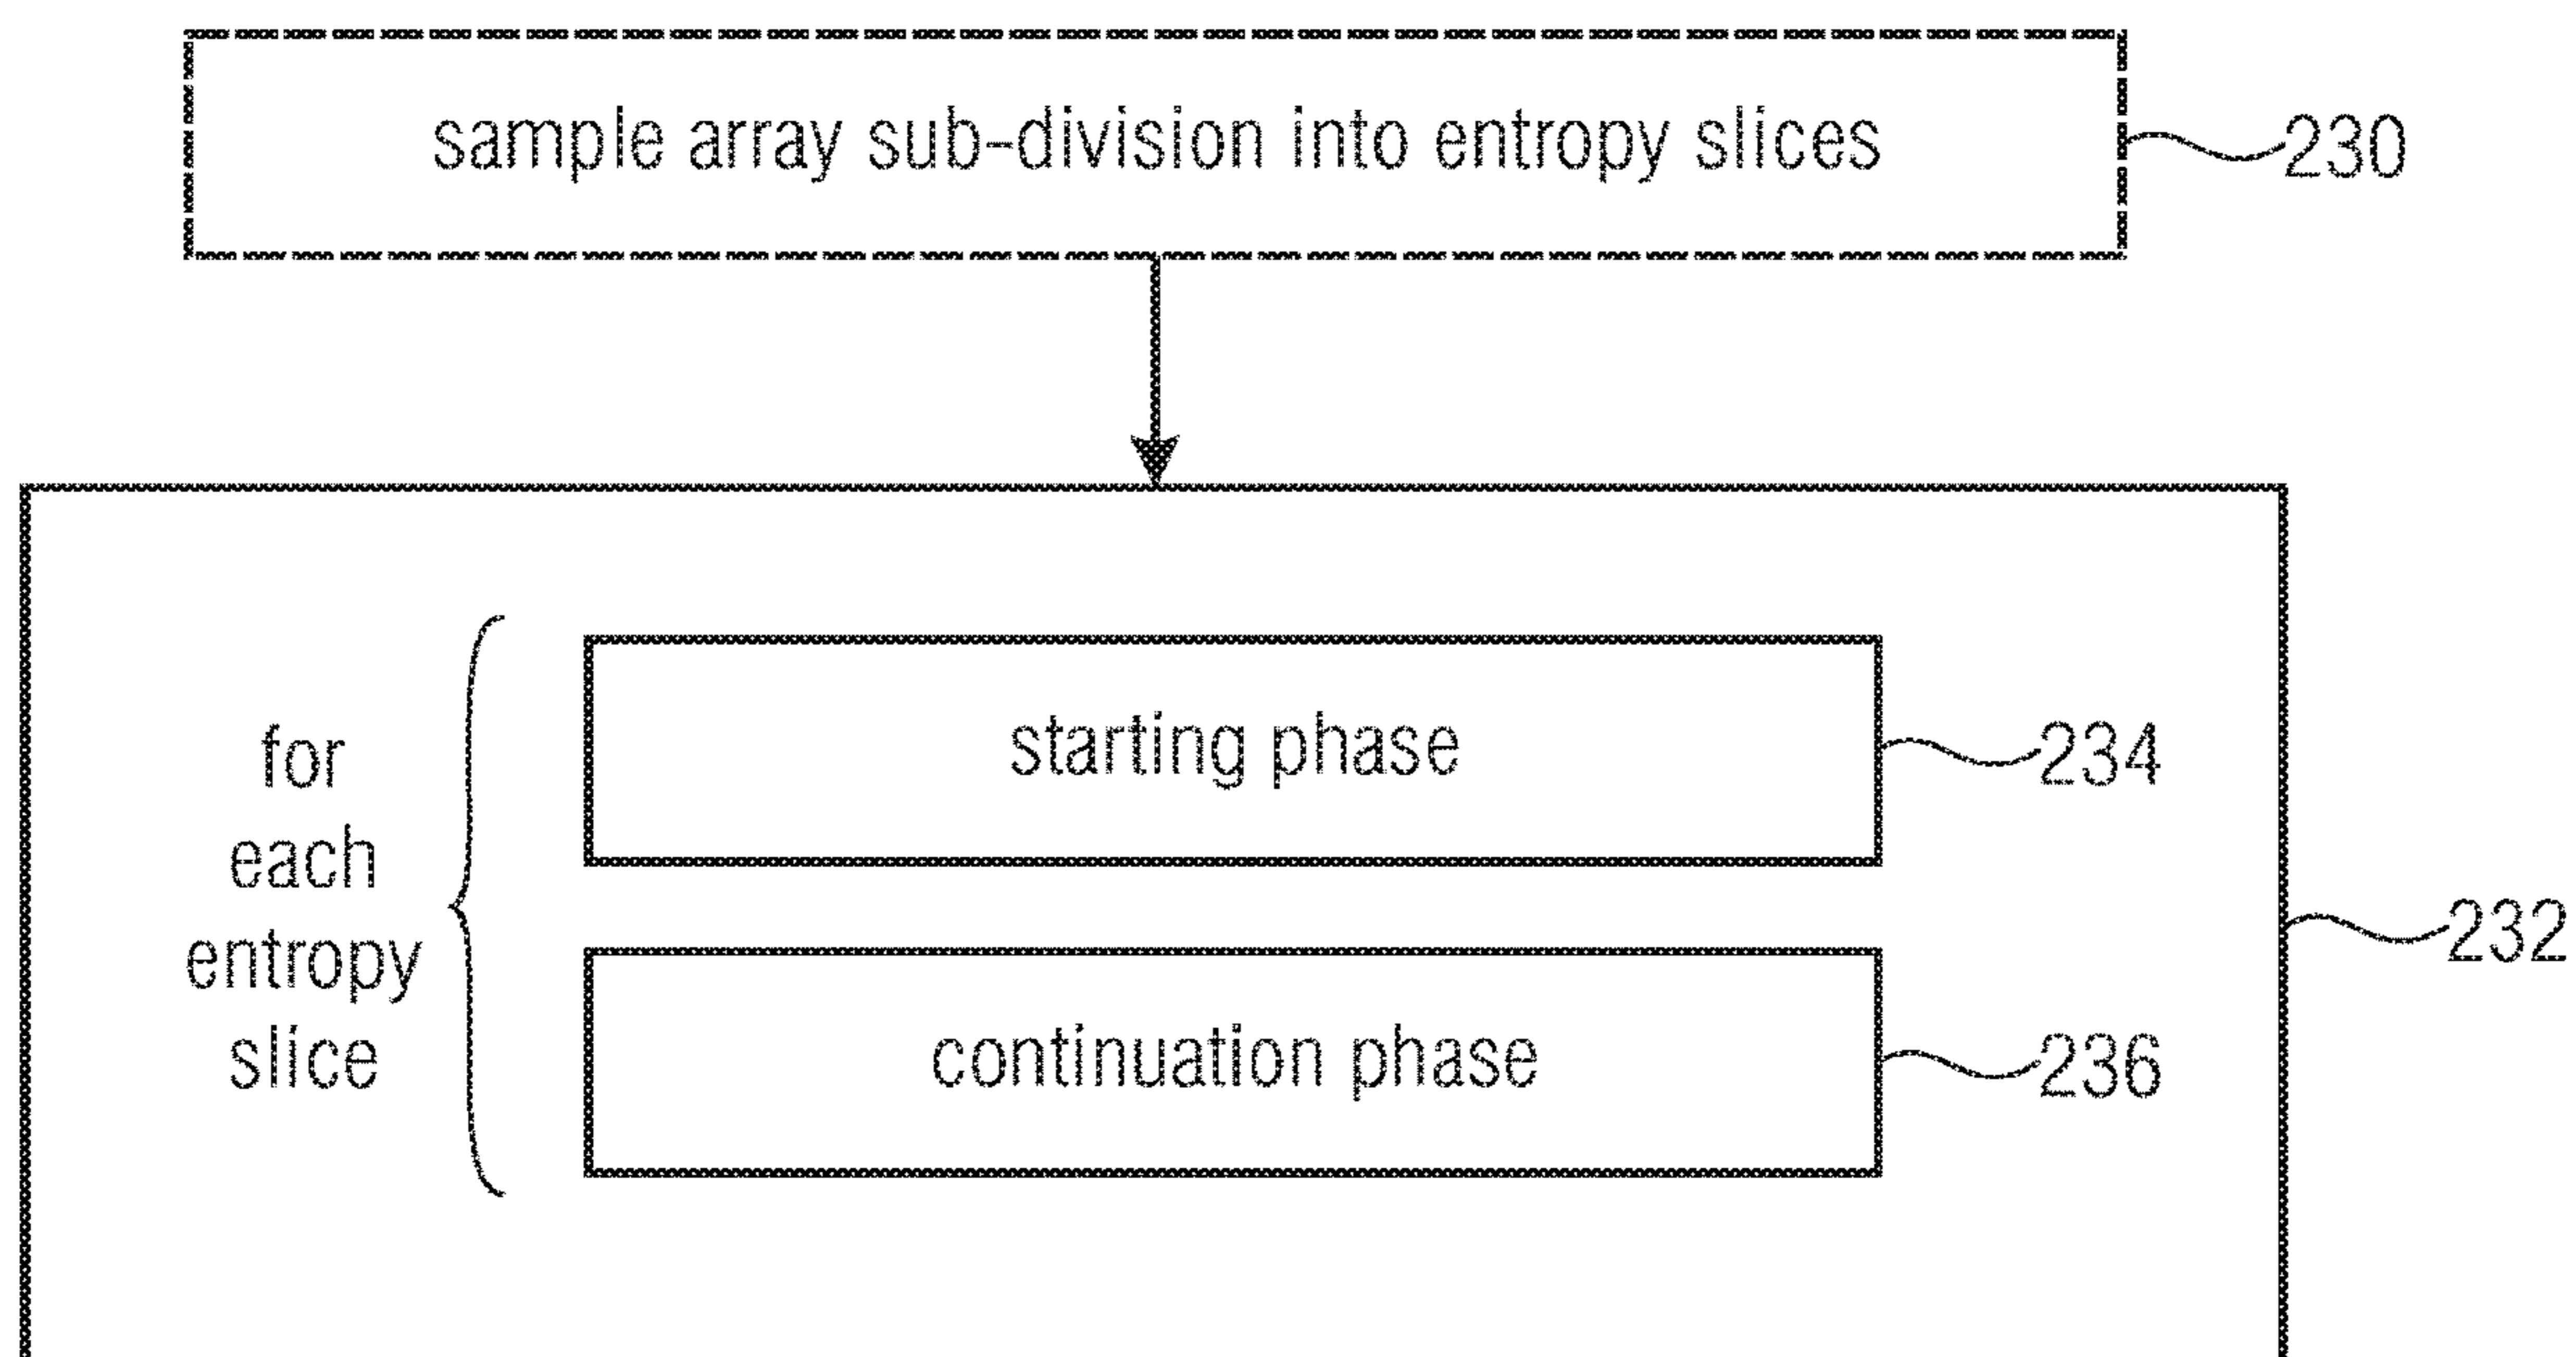 sample array sub-division into entropy slices
230
for
each
entropy
slice
starting phase
234
continuation phase
236
232